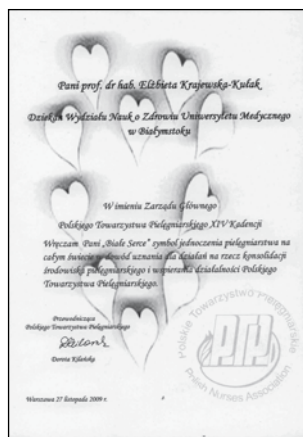 Pani prof. dr hab. Elżbieta Krajewska-Kułak
Dziekan Wydziału Nauk o Zdrowiu Uniwersytetu Medycznego
w Białymstoku
W imieniu Zarządu Głównego
Polskiego Towarzystwa Pielęgniarskiego XIV Kadencji
Wręczam Pani „Białe Serce” symbol jednoczenia pielęgniarstwa na
całym świecie w dowód uznania dla działań na rzecz konsolidacji
środowiska pielęgniarskiego i wspierania działalności Polskiego
Towarzystwa Pielęgniarskiego.
Przewodnicząca
Polskiego Towarzystwa Pielęgniarskiego
Dorota Kilańska
Warszawa 27 listopada 2009 r.
Polskie Towarzystwo Pielęgniarskie
PTP
Polish Nurses Association